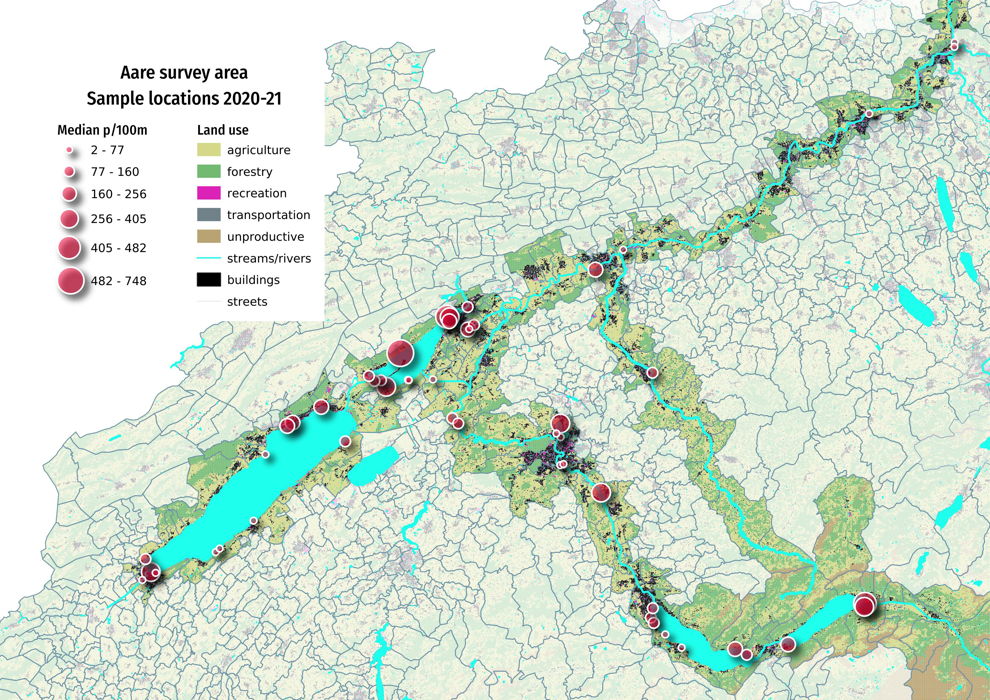 Aare survey area
Sample locations 2020-21
Median p/100m
2 - 77
77 - 160
160 - 256
256 - 405
405 - 482
482 - 748
Land use
agriculture
forestry
recreation
transportation
unproductive
streams/rivers
buildings
streets